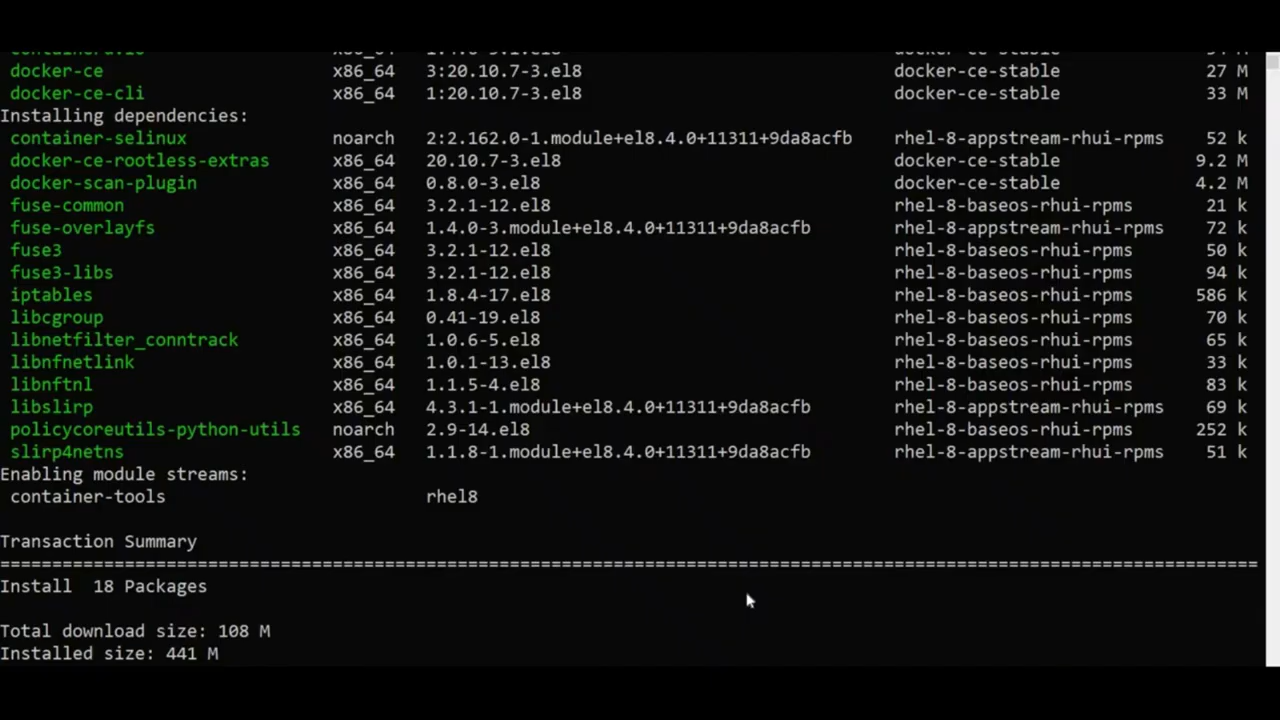 docker-ce x86_64 3:20.10.7-3.el8 docker-ce-stable 27 M
docker-ce-cli x86_64 1:20.10.7-3.el8 docker-ce-stable 33 M
Installing dependencies:
container-selinux noarch 2:2.162.0-1.module+el8.4.0+11311+9da8acfb rhel-8-appstream-rhui-rpms 52 k
docker-ce-rootless-extras x86_64 20.10.7-3.el8 docker-ce-stable 9.2 M
docker-scan-plugin x86_64 0.8.0-3.el8 docker-ce-stable 4.2 M
fuse-common x86_64 3.2.1-12.el8 rhel-8-baseos-rhui-rpms 21 k
fuse-overlayfs x86_64 1.4.0-3.module+el8.4.0+11311+9da8acfb rhel-8-appstream-rhui-rpms 72 k
fuse3 x86_64 3.2.1-12.el8 rhel-8-baseos-rhui-rpms 50 k
fuse3-libs x86_64 3.2.1-12.el8 rhel-8-baseos-rhui-rpms 94 k
iptables x86_64 1.8.4-17.el8 rhel-8-baseos-rhui-rpms 586 k
libcgroup x86_64 0.41-19.el8 rhel-8-baseos-rhui-rpms 70 k
libnetfilter_conntrack x86_64 1.0.6-5.el8 rhel-8-baseos-rhui-rpms 65 k
libnfnetlink x86_64 1.0.1-13.el8 rhel-8-baseos-rhui-rpms 33 k
libnftnl x86_64 1.1.5-4.el8 rhel-8-baseos-rhui-rpms 83 k
libslirp x86_64 4.3.1-1.module+el8.4.0+11311+9da8acfb rhel-8-appstream-rhui-rpms 69 k
policycoreutils-python-utils noarch 2.9-14.el8 rhel-8-baseos-rhui-rpms 252 k
slirp4netns x86_64 1.1.8-1.module+el8.4.0+11311+9da8acfb rhel-8-appstream-rhui-rpms 51 k
Enabling module streams:
container-tools rhel8
Transaction Summary
================================================================================================================
Install 18 Packages
Total download size: 108 M
Installed size: 441 M